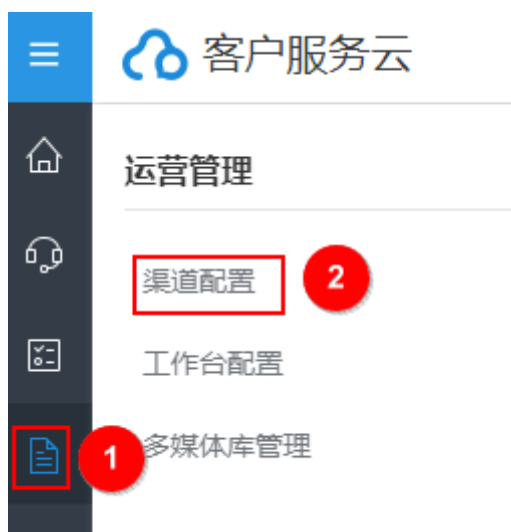 客户服务云
运营管理
渠道配置 2
工作台配置
1 多媒体库管理